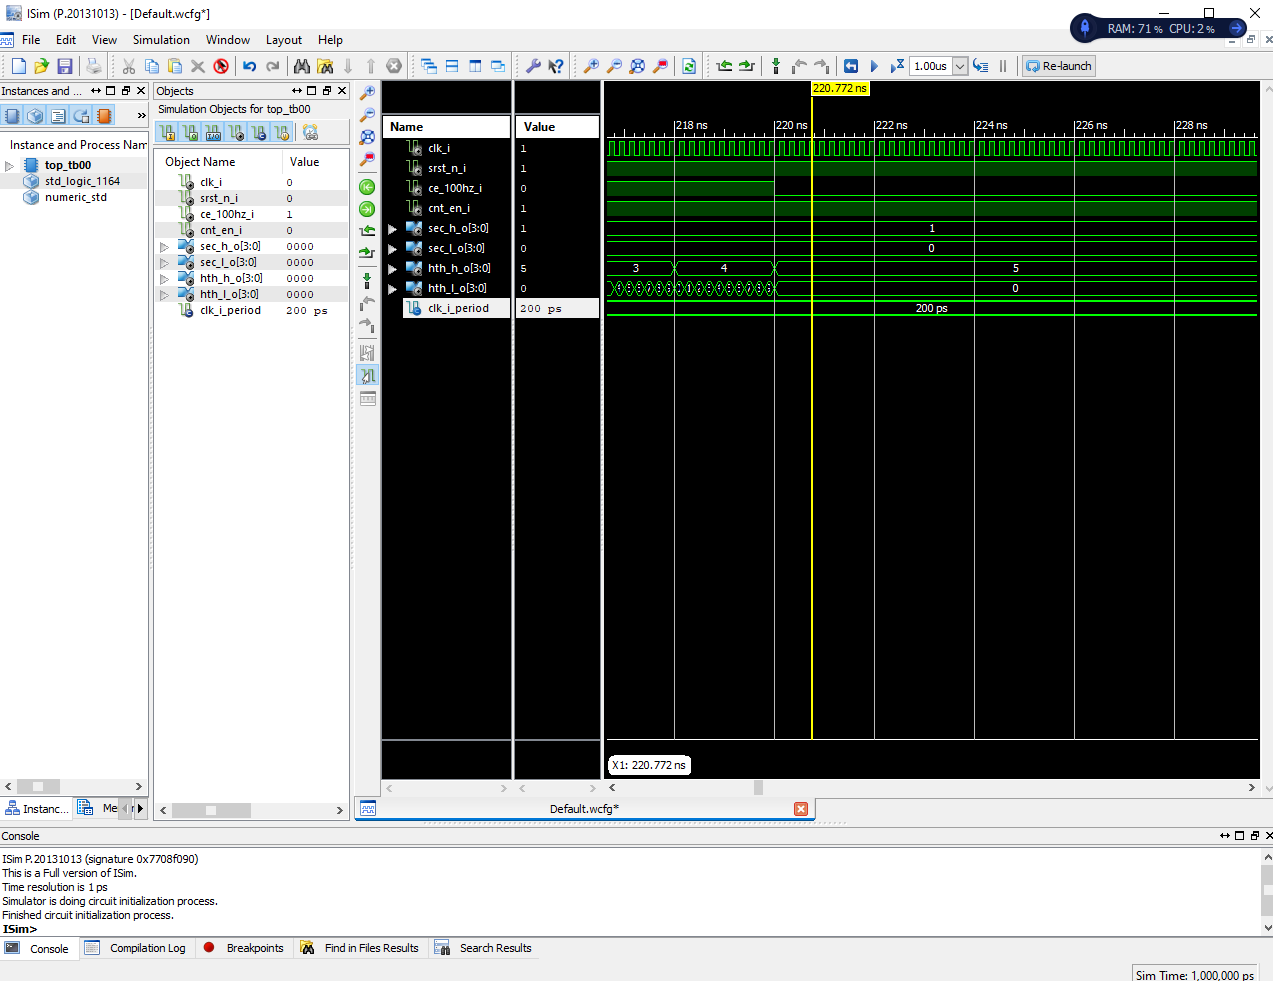 ISim (P.20131013) - [Default.wcfg*]
RAM: 71 % CPU: 2 %
File Edit View Simulation Window Layout Help
1.00us Re-launch
Instances and ...
Instance and Process Nam
top_tb00
std_logic_1164
numeric_std
Instanc...
Me
Objects
Simulation Objects for top_tb00
Object Name Value
clk_i 0
srst_n_i 0
ce_100hz_i 1
cnt_en_i 0
sec_h_o[3:0] 0000
sec_l_o[3:0] 0000
hth_h_o[3:0] 0000
hth_l_o[3:0] 0000
clk_i_period 200 ps
220.772 ns
Name Value
218 ns 220 ns 222 ns 224 ns 226 ns 228 ns
clk_i 1
srst_n_i 1
ce_100hz_i 0
cnt_en_i 1
sec_h_o[3:0] 1 1
sec_l_o[3:0] 0 0
hth_h_o[3:0] 5 3 4 5
hth_l_o[3:0] 0 0
clk_i_period 200 ps 200 ps
X1: 220.772 ns
Default.wcfg*
Console
ISim P.20131013 (signature 0x7708f090)
This is a Full version of ISim.
Time resolution is 1 ps
Simulator is doing circuit initialization process.
Finished circuit initialization process.
ISim>
Console Compilation Log Breakpoints Find in Files Results Search Results
Sim Time: 1,000,000 ps